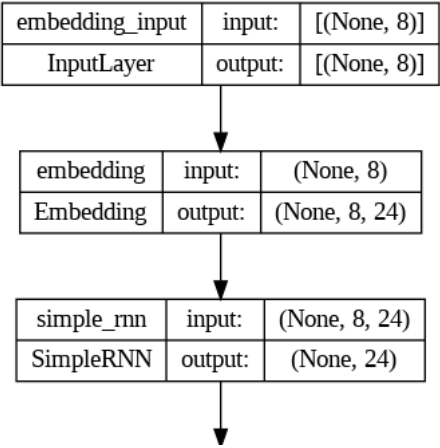 embedding_input input: [(None, 8)]
InputLayer output: [(None, 8)]
embedding input: (None, 8)
Embedding output: (None, 8, 24)
simple_rnn input: (None, 8, 24)
SimpleRNN output: (None, 24)